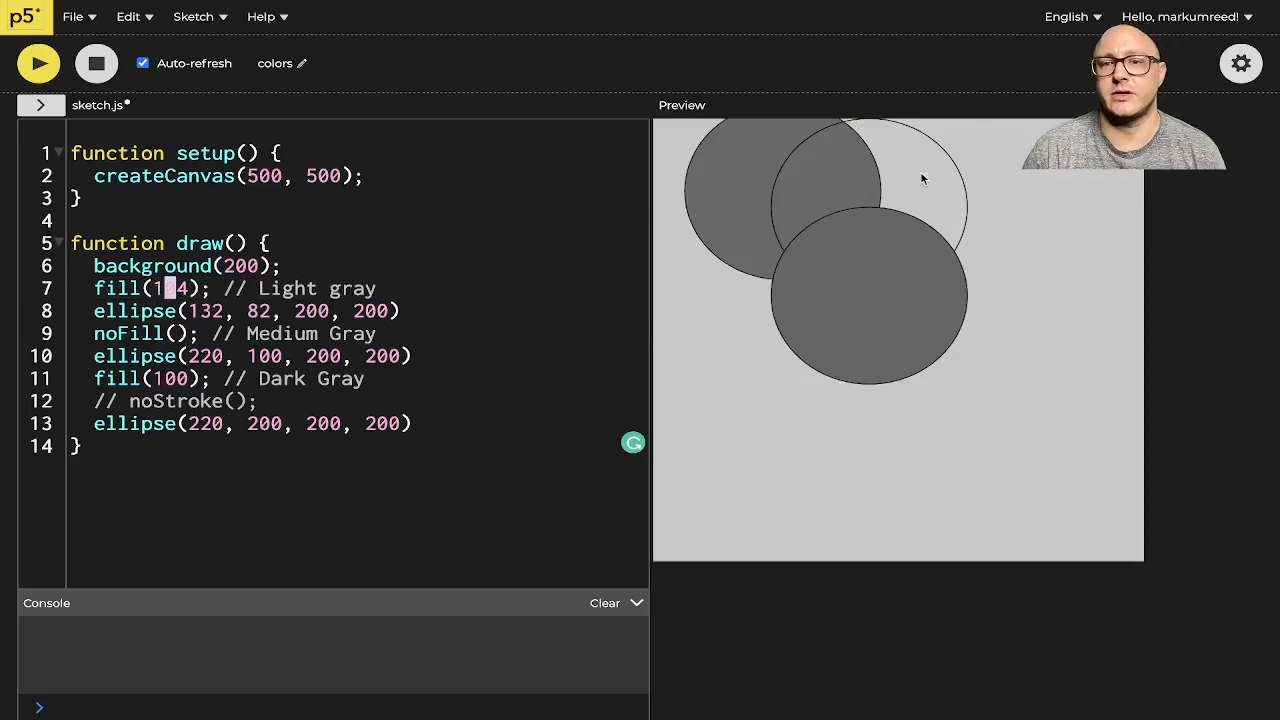 p5* File Edit Sketch Help English Hello, markumreed!
Auto-refresh colors
> sketch.js Preview
1 function setup() {
2 createCanvas(500, 500);
3 }
4
5 function draw() {
6 background(200);
7 fill(104); // Light gray
8 ellipse(132, 82, 200, 200)
9 noFill(); // Medium Gray
10 ellipse(220, 100, 200, 200)
11 fill(100); // Dark Gray
12 // noStroke();
13 ellipse(220, 200, 200, 200)
14 }
Console Clear
>